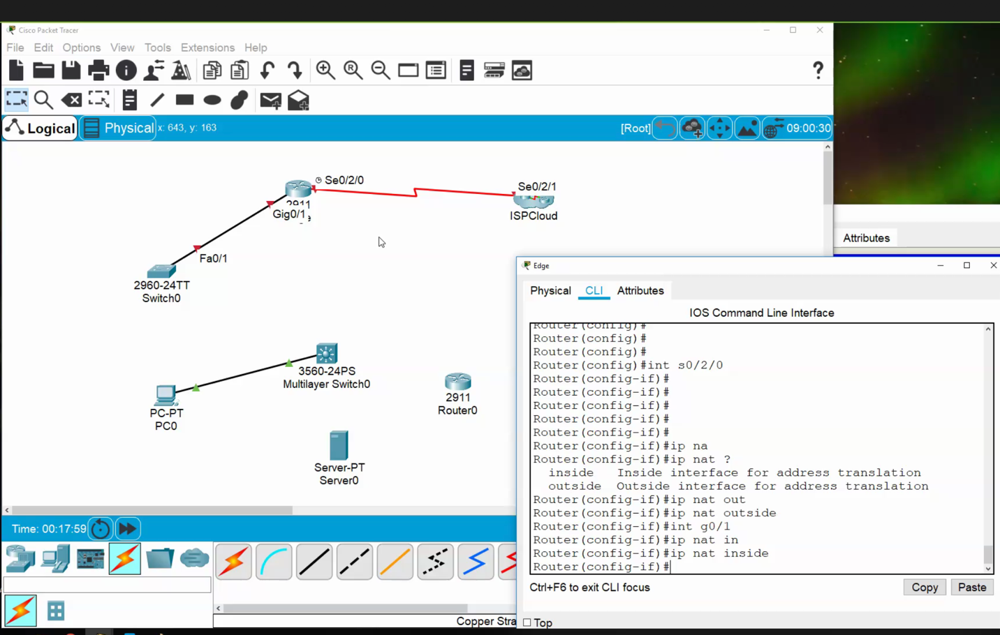 Cisco Packet Tracer
File Edit Options View Tools Extensions Help
Logical Physical x: 643, y: 163 [Root] 09:00:30
Se0/2/0
Se0/2/1
2911
Gig0/1
ISPCloud
Fa0/1
2960-24TT
Switch0
3560-24PS
Multilayer Switch0
PC-PT
PC0
2911
Router0
Server-PT
Server0
Time: 00:17:59
Copper Stra
Attributes
Edge
Physical CLI Attributes
IOS Command Line Interface
Router(config)#
Router(config)#
Router(config)#
Router(config)#int s0/2/0
Router(config-if)#
Router(config-if)#
Router(config-if)#
Router(config-if)#
Router(config-if)#
Router(config-if)#ip na
Router(config-if)#ip nat ?
inside Inside interface for address translation
outside Outside interface for address translation
Router(config-if)#ip nat out
Router(config-if)#ip nat outside
Router(config-if)#int g0/1
Router(config-if)#ip nat in
Router(config-if)#ip nat inside
Router(config-if)#
Ctrl+F6 to exit CLI focus
Copy Paste
Top